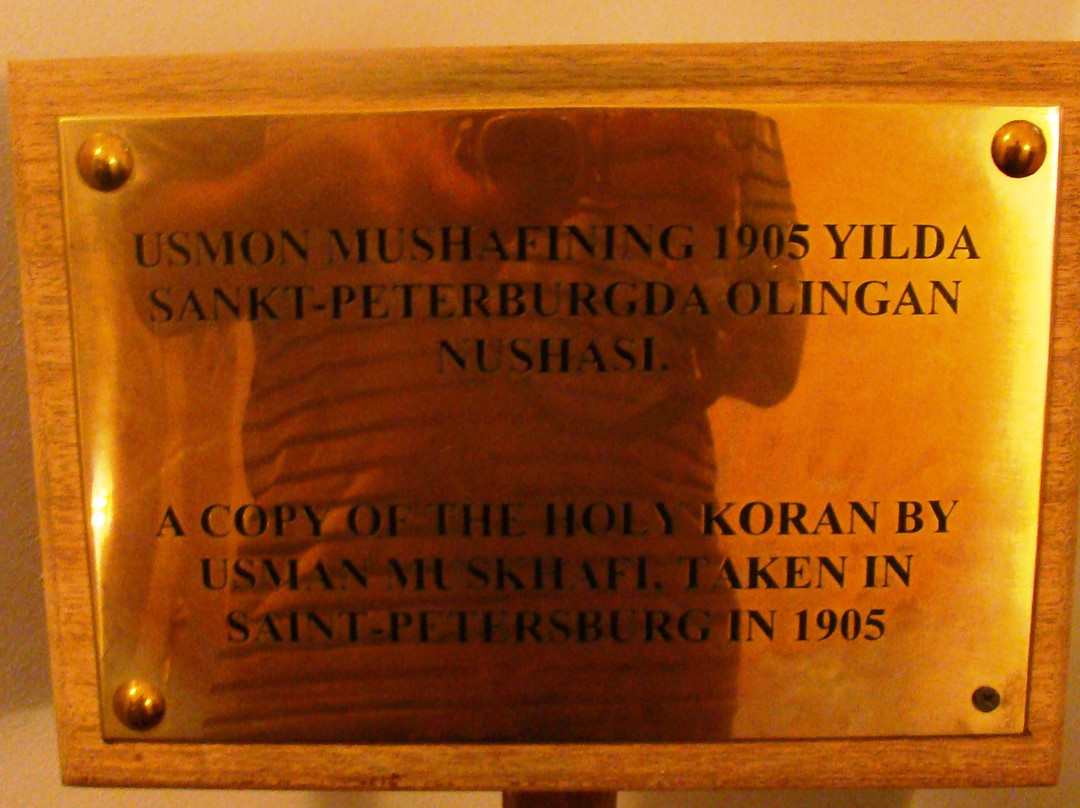 USMON MUSHAFINING 1905 YILDA
SANKT-PETERBURGDA OLINGAN
NUSHASI.
A COPY OF THE HOLY KORAN BY
USMAN MUSKHAFI, TAKEN IN
SAINT-PETERSBURG IN 1905